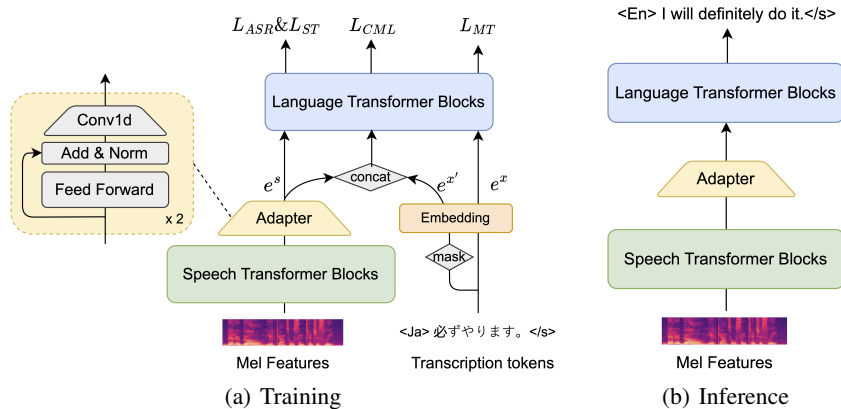 L_ASR&L_ST
L_CML
L_MT
Language Transformer Blocks
Conv1d
Add & Norm
Feed Forward
x 2
concat
e^s
e^{x'}
e^x
Adapter
Embedding
Speech Transformer Blocks
mask
<Ja> 必ずやります。</s>
Mel Features
Transcription tokens
(a) Training
<En> I will definitely do it.</s>
Language Transformer Blocks
Adapter
Speech Transformer Blocks
Mel Features
(b) Inference